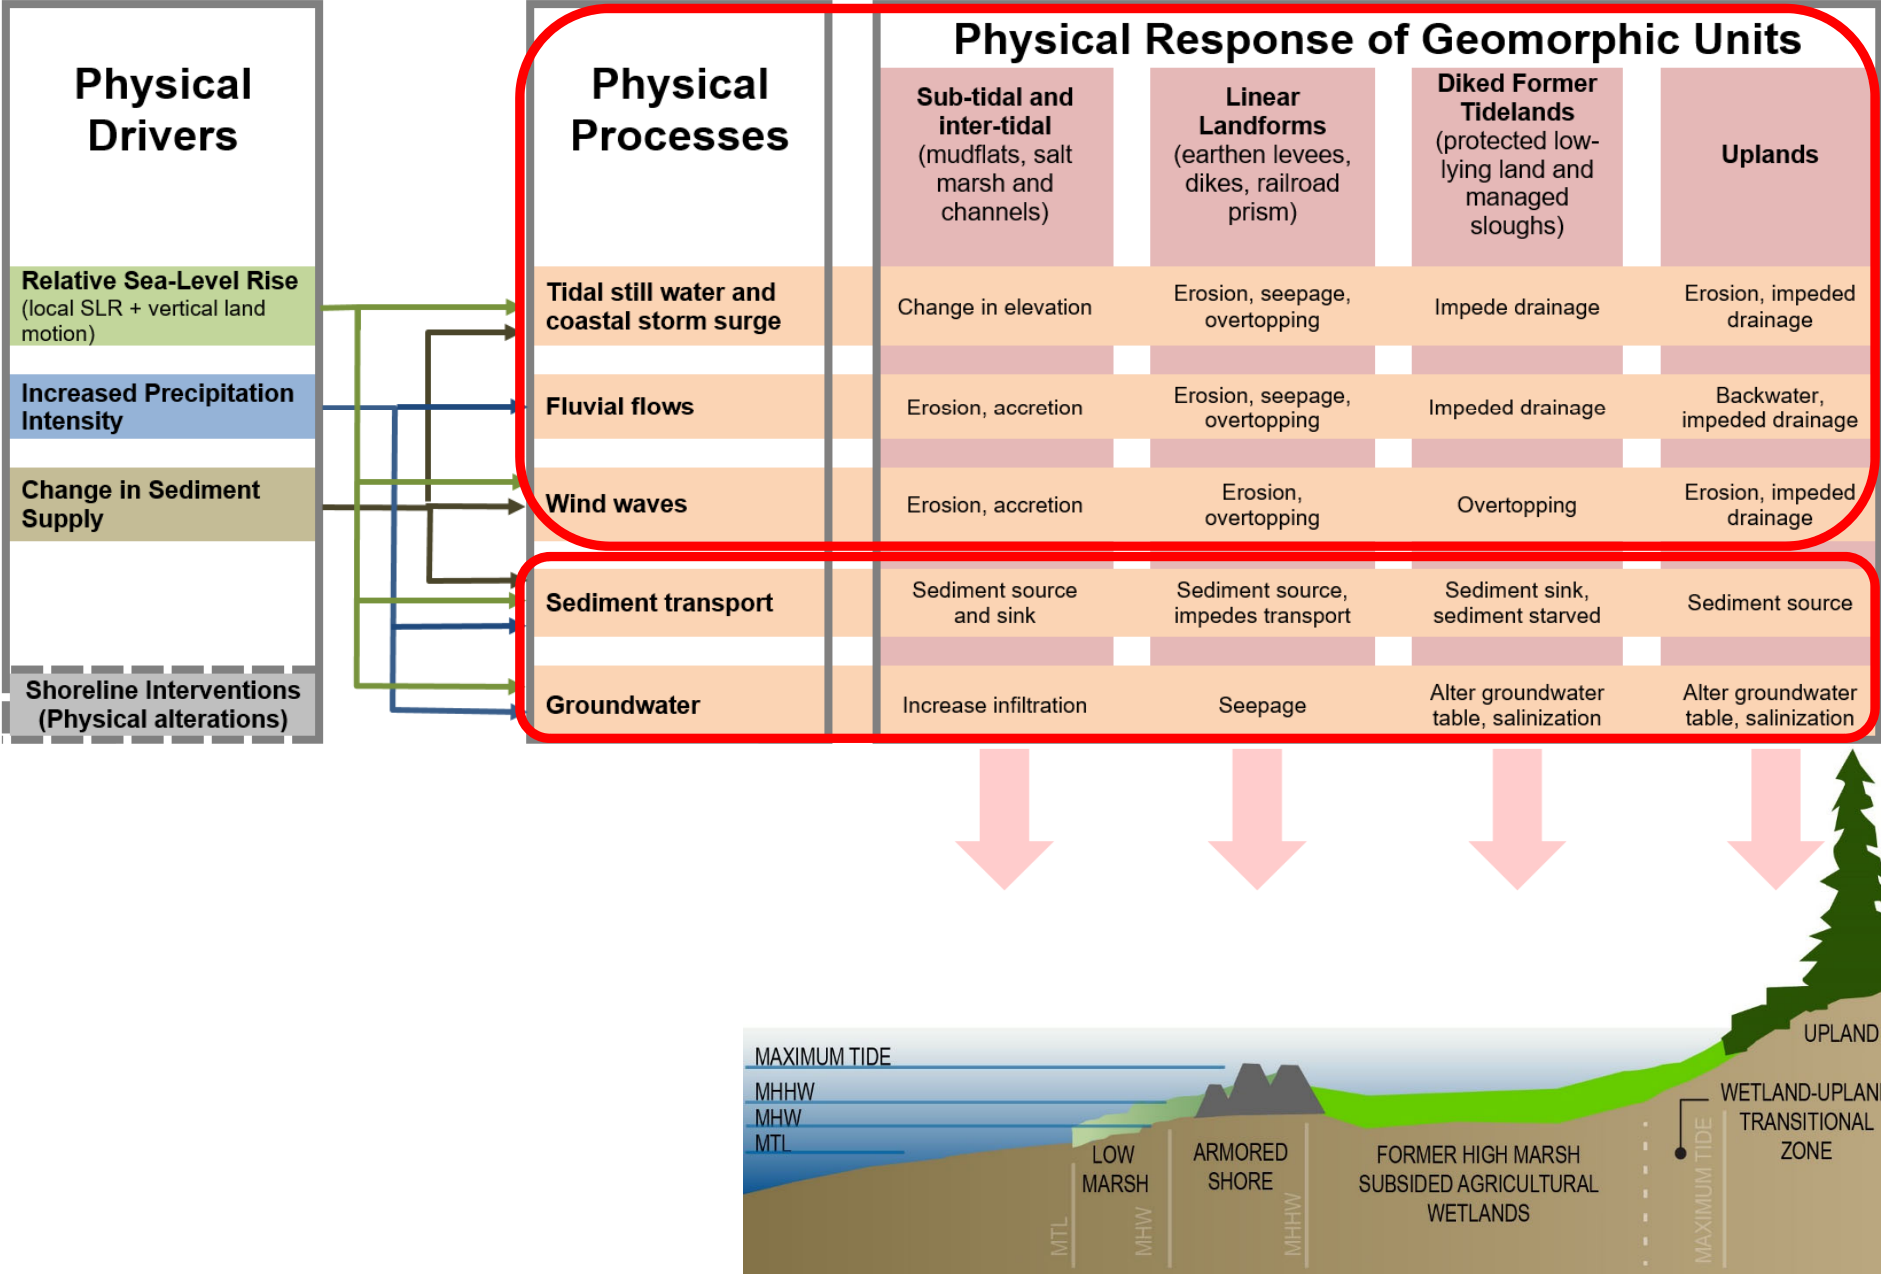 Physical
Drivers
Relative Sea-Level Rise
(local SLR + vertical land
motion)
Increased Precipitation
Intensity
Change in Sediment
Supply
Shoreline Interventions
(Physical alterations)
Physical
Processes
Physical Response of Geomorphic Units
Sub-tidal and
inter-tidal
(mudflats, salt
marsh and
channels)
Linear
Landforms
(earthen levees,
dikes, railroad
prism)
Diked Former
Tidelands
(protected low-
lying land and
managed
sloughs)
Uplands
Tidal still water and
coastal storm surge
Change in elevation
Erosion, seepage,
overtopping
Impede drainage
Erosion, impeded
drainage
Fluvial flows
Erosion, accretion
Erosion, seepage,
overtopping
Impeded drainage
Backwater,
impeded drainage
Wind waves
Erosion, accretion
Erosion,
overtopping
Overtopping
Erosion, impeded
drainage
Sediment transport
Sediment source
and sink
Sediment source,
impedes transport
Sediment sink,
sediment starved
Sediment source
Groundwater
Increase infiltration
Seepage
Alter groundwater
table, salinization
Alter groundwater
table, salinization
MAXIMUM TIDE
MHHW
MHW
MTL
LOW
MARSH
ARMORED
SHORE
FORMER HIGH MARSH
SUBSIDED AGRICULTURAL
WETLANDS
UPLAND
WETLAND-UPLAN
TRANSITIONAL
ZONE
MTL
MHW
MHHW
MAXIMUM TIDE